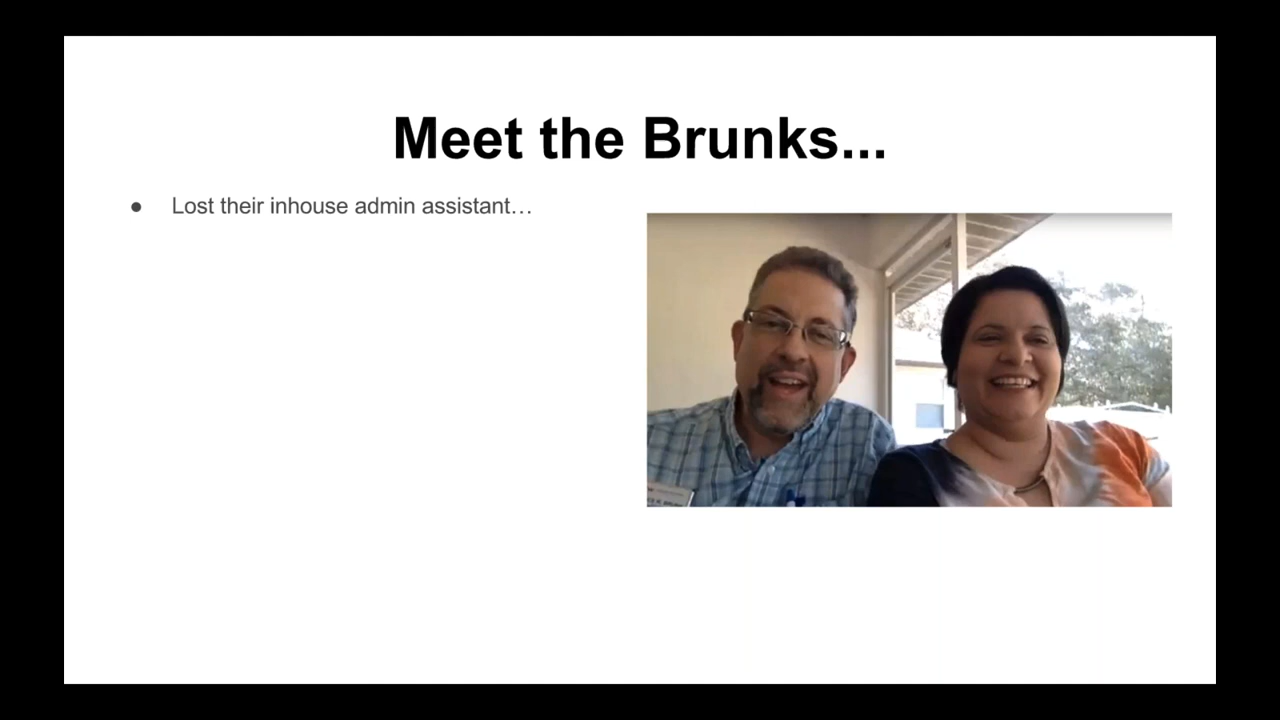 Meet the Brunks...
● Lost their inhouse admin assistant…